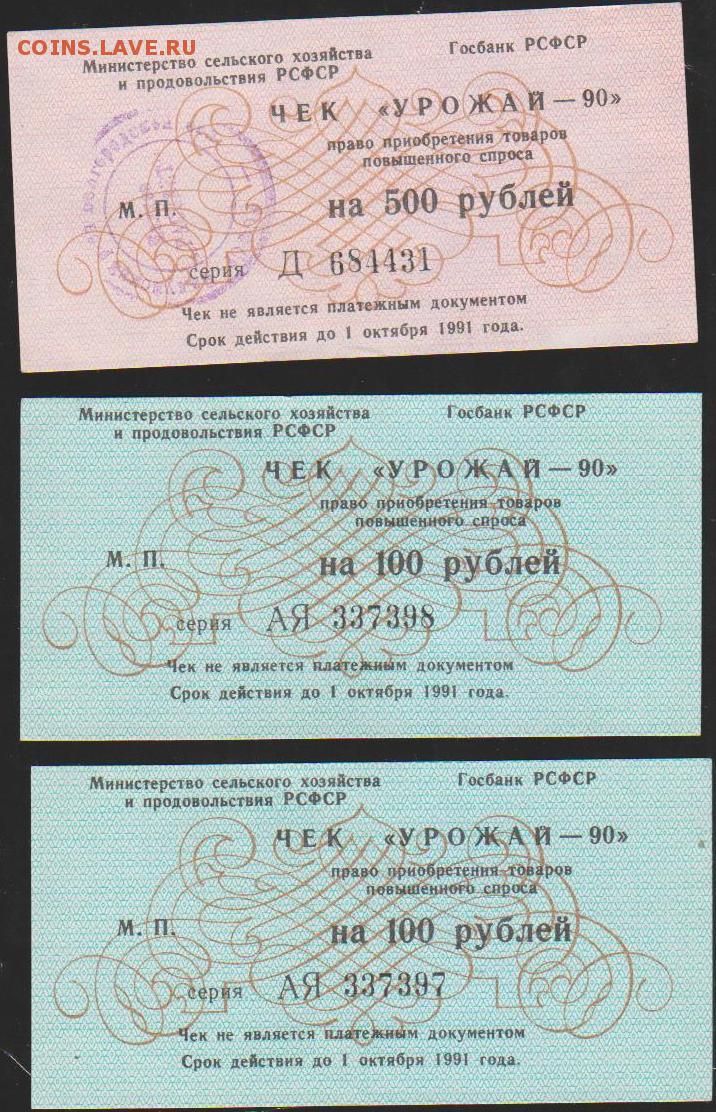 COINS.LAVE.RU
Министерство сельского хозяйства
и продовольствия РСФСР
Госбанк РСФСР
ЧЕК «УРОЖАЙ—90»
право приобретения товаров
повышенного спроса
М. П.
на 500 рублей
серия Д 684431
Чек не является платежным документом
Срок действия до 1 октября 1991 года.
Министерство сельского хозяйства
и продовольствия РСФСР
Госбанк РСФСР
ЧЕК «УРОЖАЙ—90»
право приобретения товаров
повышенного спроса
М. П.
на 100 рублей
серия АЯ 337398
Чек не является платежным документом
Срок действия до 1 октября 1991 года.
Министерство сельского хозяйства
и продовольствия РСФСР
Госбанк РСФСР
ЧЕК «УРОЖАЙ—90»
право приобретения товаров
повышенного спроса
М. П.
на 100 рублей
серия АЯ 337397
Чек не является платежным документом
Срок действия до 1 октября 1991 года.